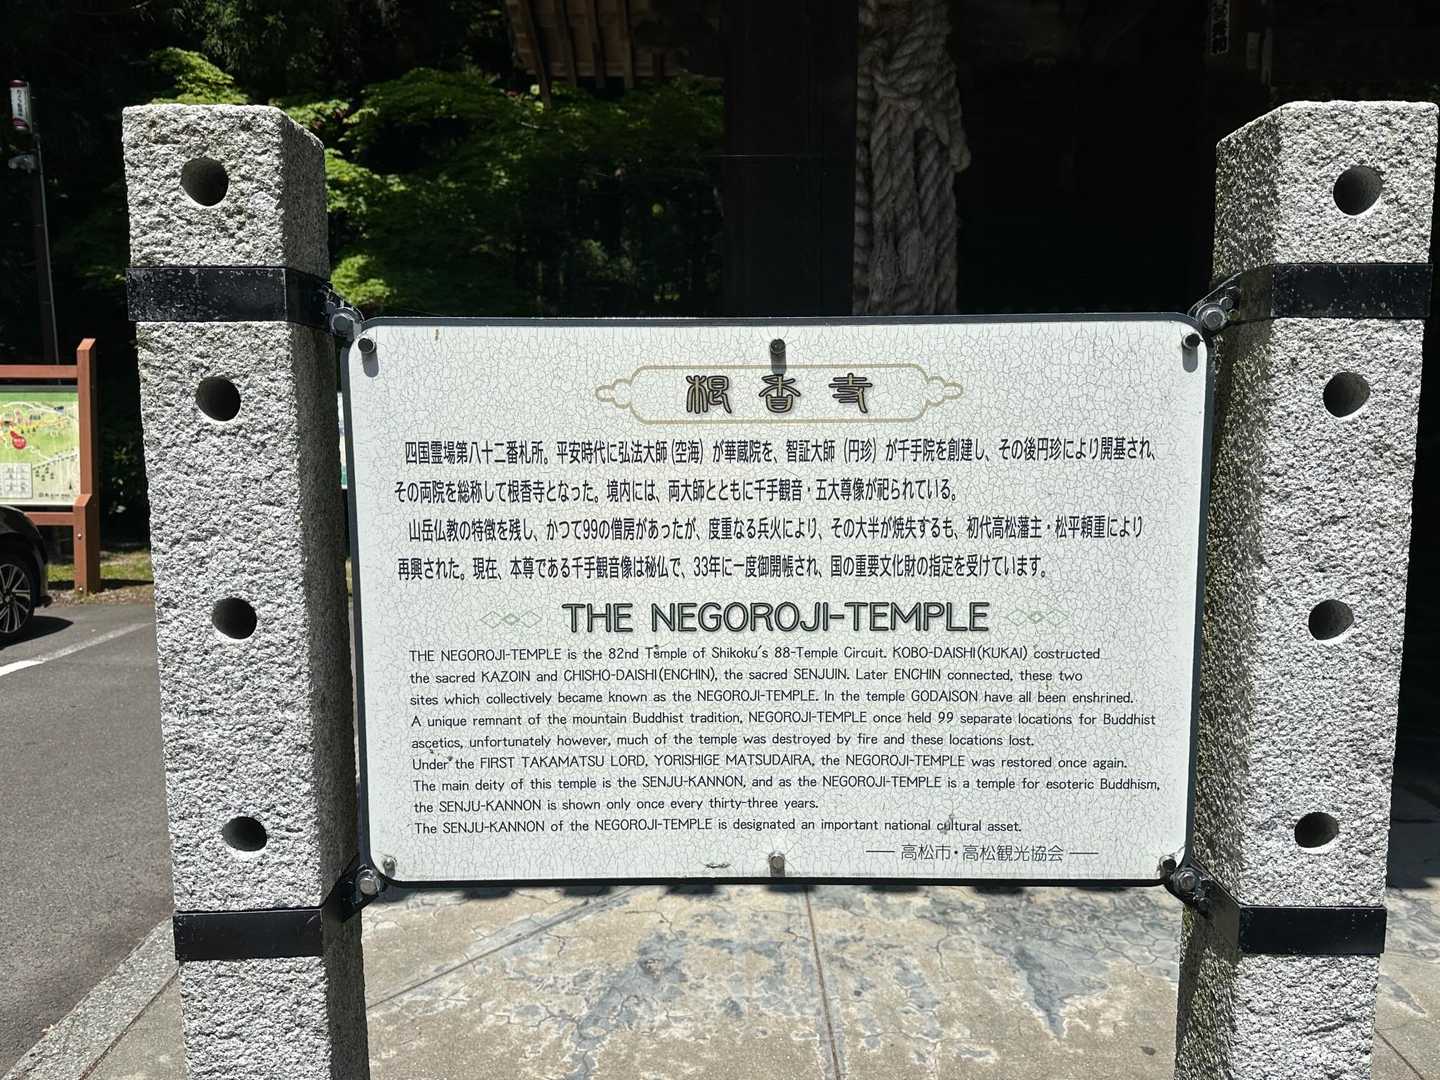 根香寺
四国霊場第八十二番札所。平安時代に弘法大師(空海)が華蔵院を、智証大師(円珍)が千手院を創建し、その後円珍により開基され、
その両院を総称して根香寺となった。境内には、両大師とともに千手観音・五大尊像が祀られている。
山岳仏教の特徴を残し、かつて99の僧房があったが、度重なる兵火により、その大半が焼失するも、初代高松藩主・松平頼重により
再興された。現在、本尊である千手観音像は秘仏で、33年に一度御開帳され、国の重要文化財の指定を受けています。
THE NEGOROJI-TEMPLE
THE NEGOROJI-TEMPLE is the 82nd Temple of Shikoku's 88-Temple Circuit. KOBO-DAISHI(KUKAI) costructed
the sacred KAZOIN and CHISHO-DAISHI(ENCHIN), the sacred SENJUIN. Later ENCHIN connected, these two
sites which collectively became known as the NEGOROJI-TEMPLE. In the temple GODAISON have all been enshrined.
A unique remnant of the mountain Buddhist tradition, NEGOROJI-TEMPLE once held 99 separate locations for Buddhist
ascetics, unfortunately however, much of the temple was destroyed by fire and these locations lost.
Under the FIRST TAKAMATSU LORD, YORISHIGE MATSUDAIRA, the NEGOROJI-TEMPLE was restored once again.
The main deity of this temple is the SENJU-KANNON, and as the NEGOROJI-TEMPLE is a temple for esoteric Buddhism,
the SENJU-KANNON is shown only once every thirty-three years.
The SENJU-KANNON of the NEGOROJI-TEMPLE is designated an important national cultural asset.
── 高松市・高松観光協会 ──